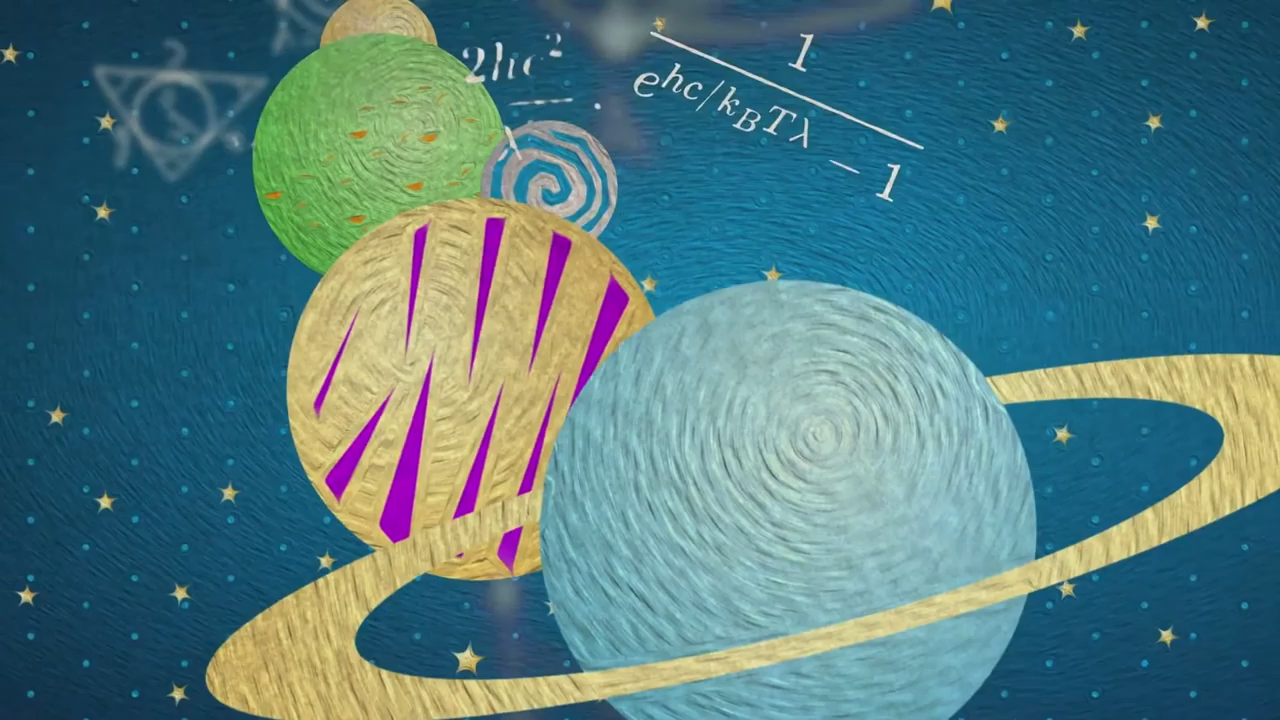 2hc² 1
e^{hc/k_BTλ} − 1